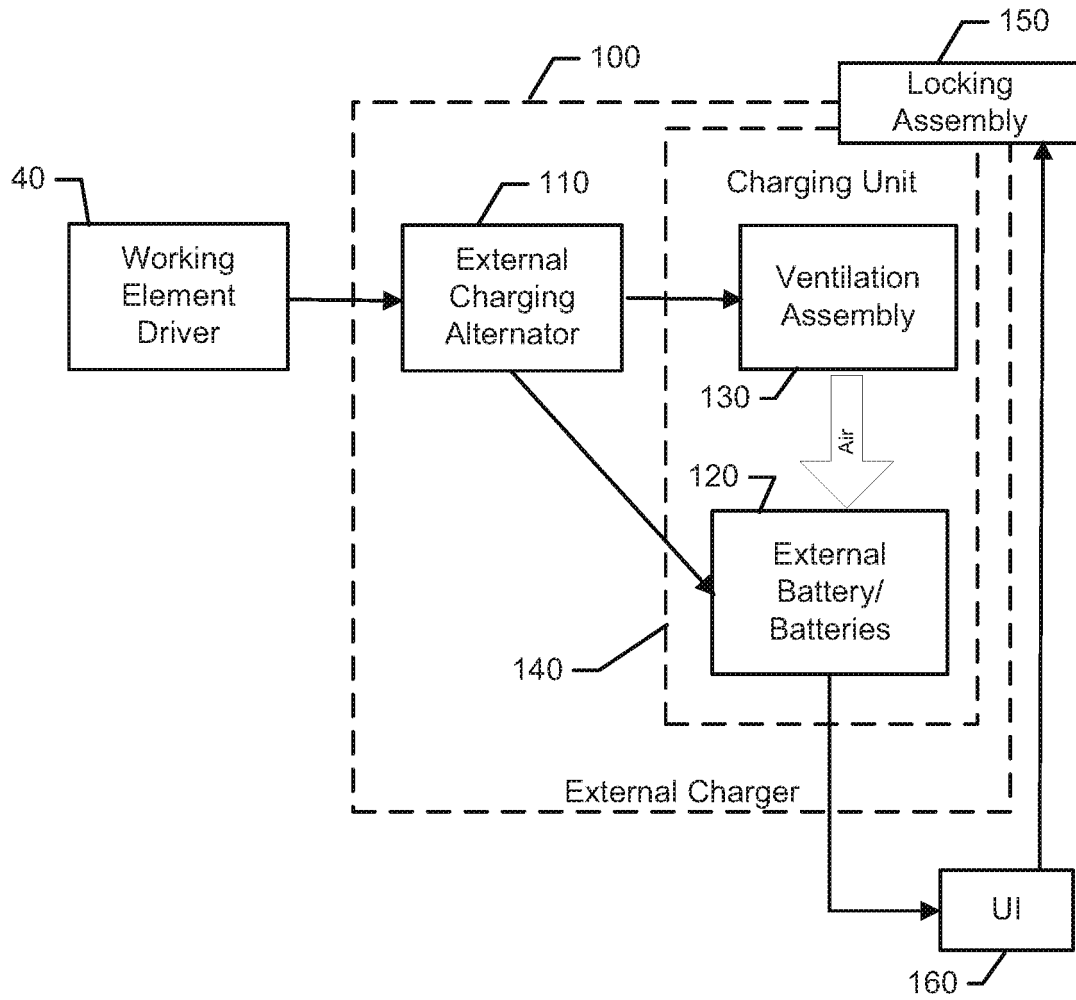 150
100
Locking
Assembly
40
110
Charging Unit
Working
Element
Driver
External
Charging
Alternator
Ventilation
Assembly
130
Air
120
External
Battery/
Batteries
140
External Charger
UI
160